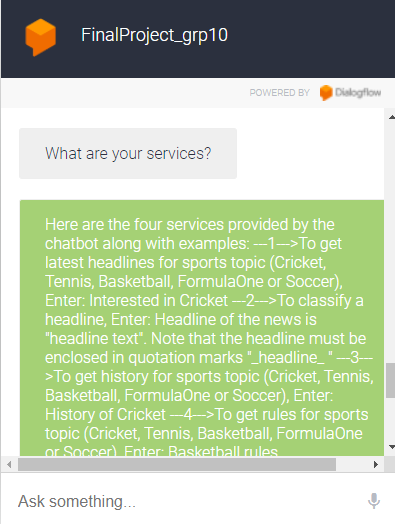 FinalProject_grp10
POWERED BY Dialogflow
What are your services?
Here are the four services provided by the
chatbot along with examples: ---1--->To get
latest headlines for sports topic (Cricket,
Tennis, Basketball, FormulaOne or Soccer),
Enter: Interested in Cricket ---2--->To classify a
headline, Enter: Headline of the news is
"headline text". Note that the headline must be
enclosed in quotation marks "_headline_ " ---3---
>To get history for sports topic (Cricket, Tennis,
Basketball, FormulaOne or Soccer), Enter:
History of Cricket ---4--->To get rules for sports
topic (Cricket, Tennis, Basketball, FormulaOne
or Soccer), Enter: Basketball rules
Ask something...